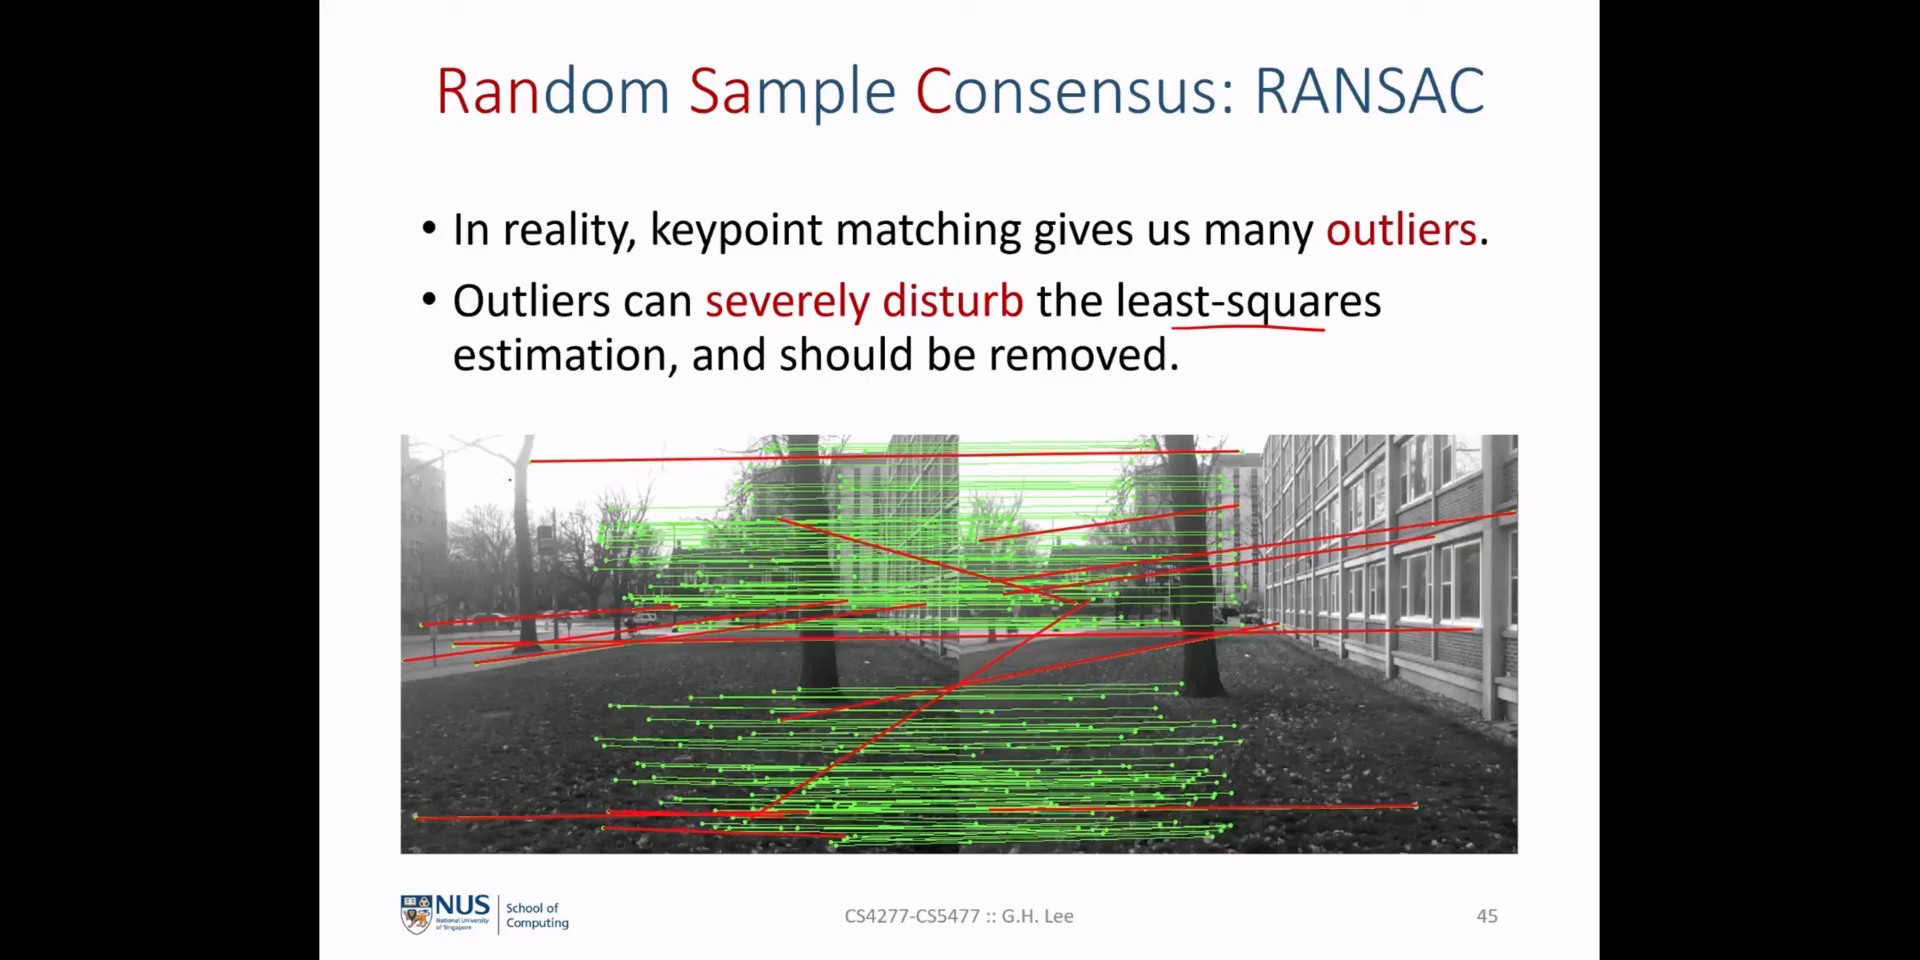 Random Sample Consensus: RANSAC
• In reality, keypoint matching gives us many outliers.
• Outliers can severely disturb the least-squares
estimation, and should be removed.
NUS
National University
of Singapore
School of
Computing
CS4277-CS5477 :: G.H. Lee
45